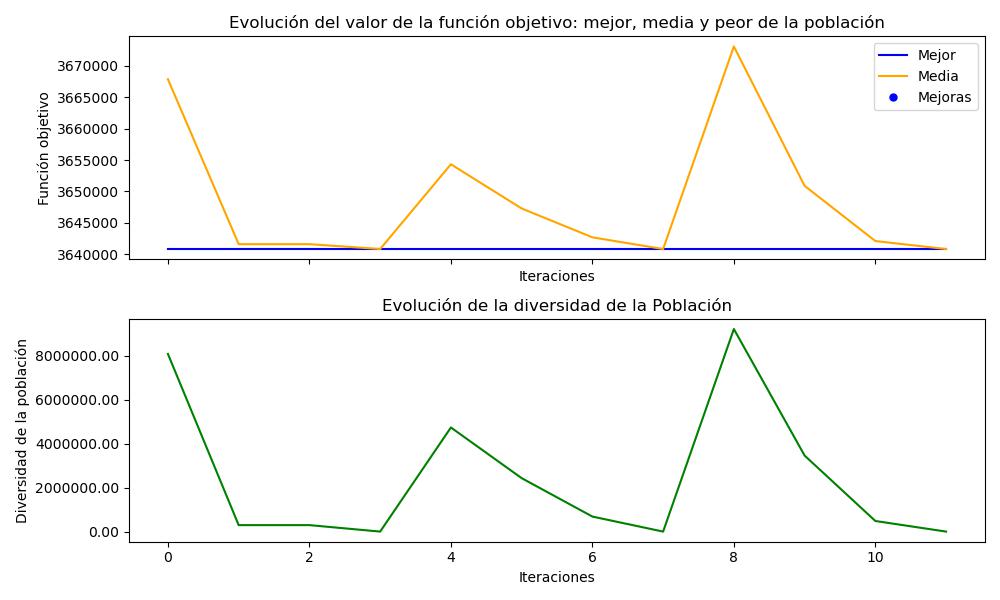 Evolución del valor de la función objetivo: mejor, media y peor de la población
Función objetivo
3670000
3665000
3660000
3655000
3650000
3645000
3640000
Mejor
Media
Mejoras
Iteraciones
Evolución de la diversidad de la Población
Diversidad de la población
8000000.00
6000000.00
4000000.00
2000000.00
0.00
0 2 4 6 8 10
Iteraciones